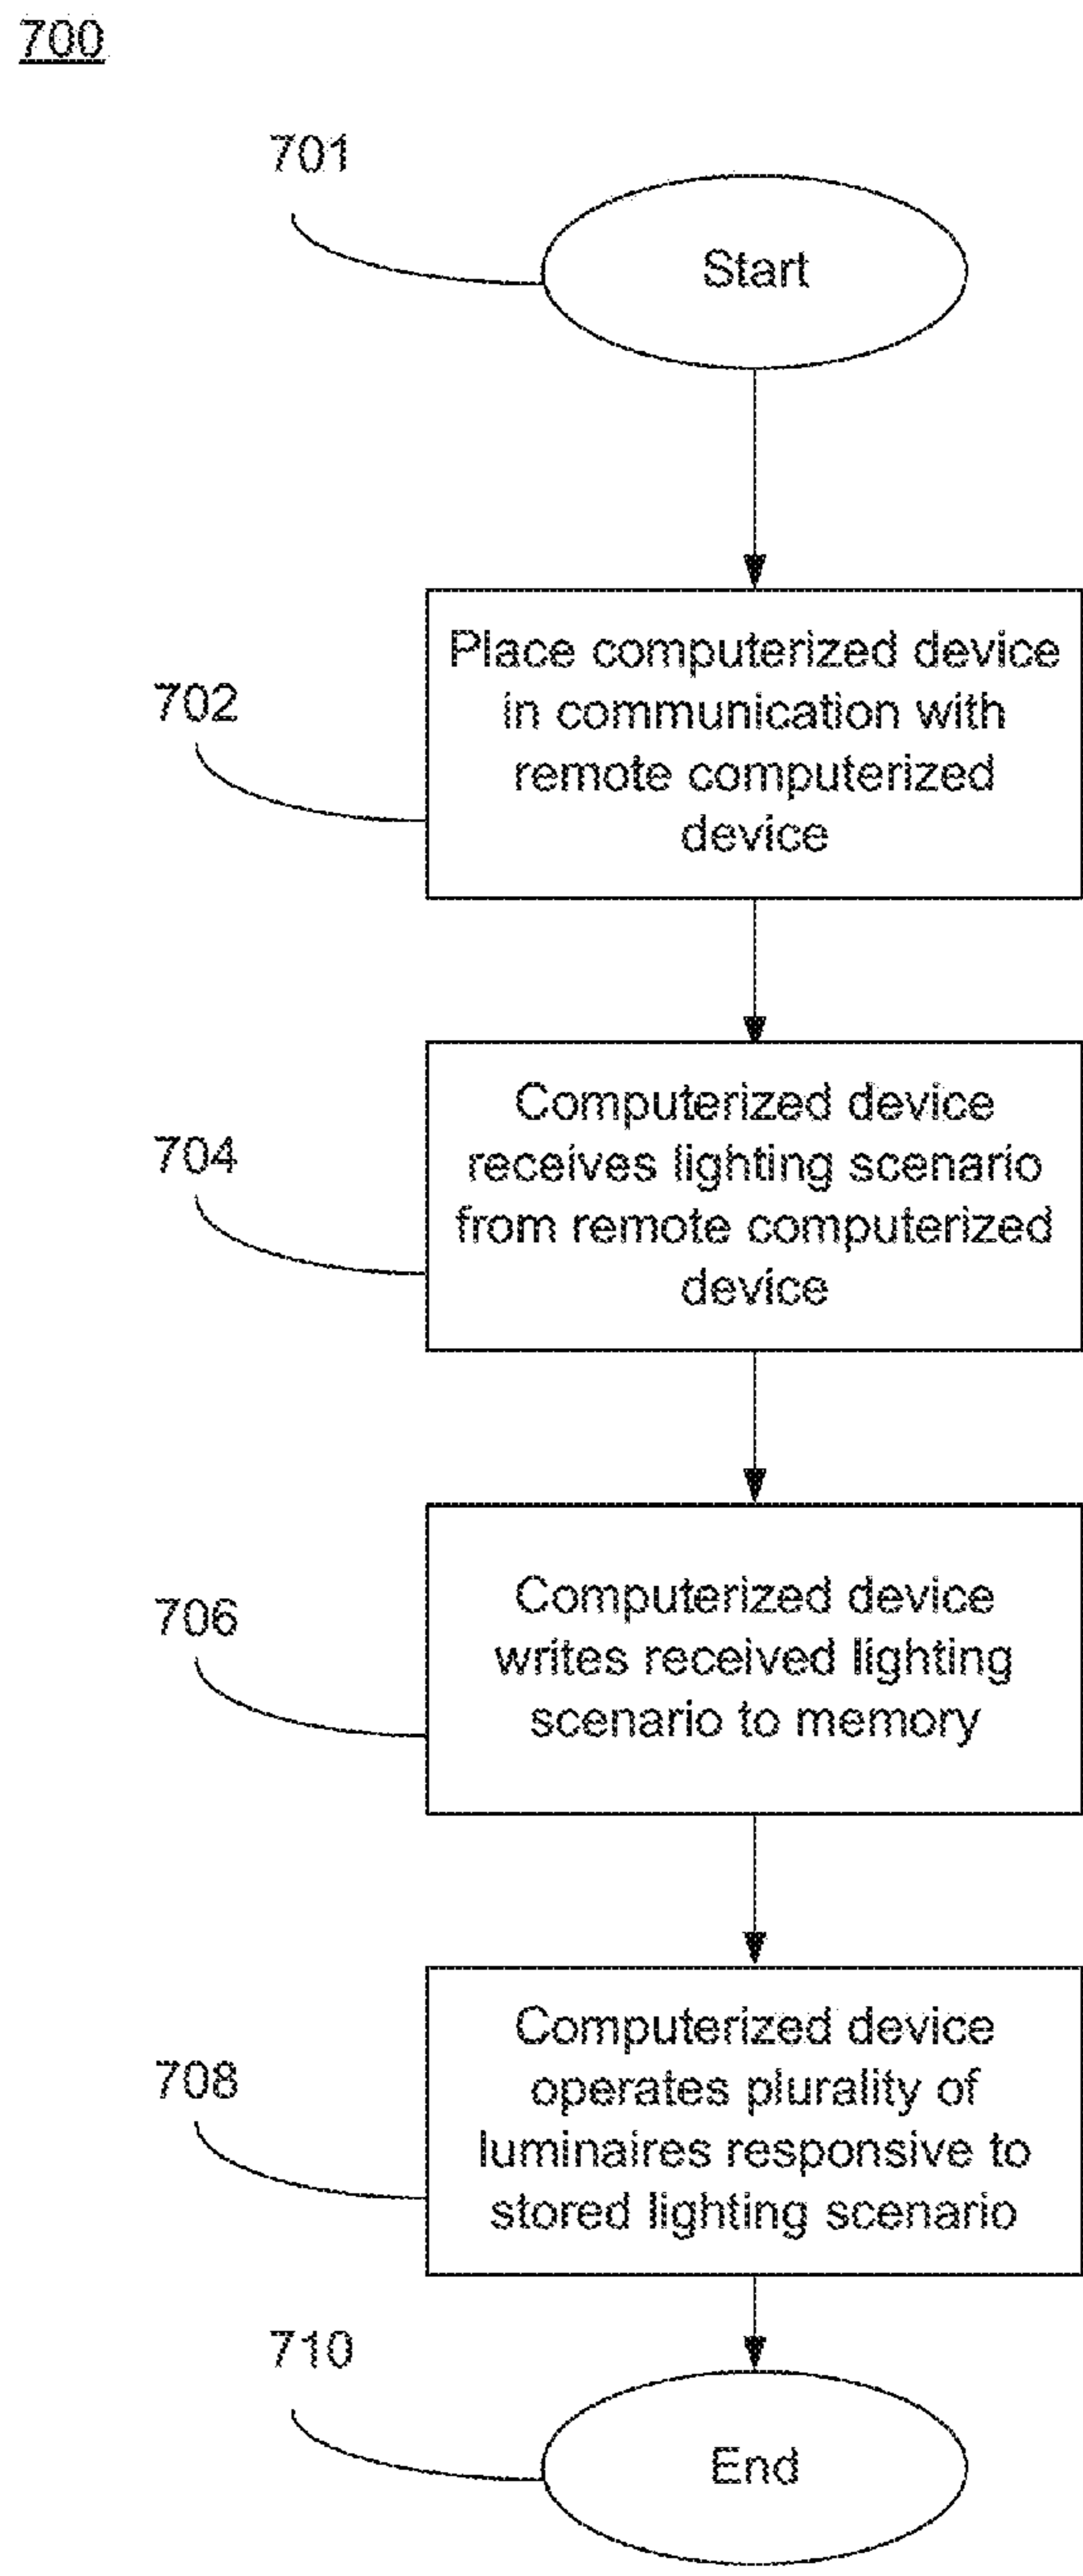 700
701
Start
702
Place computerized device
in communication with
remote computerized
device
704
Computerized device
receives lighting scenario
from remote computerized
device
706
Computerized device
writes received lighting
scenario to memory
708
Computerized device
operates plurality of
luminaires responsive to
stored lighting scenario
710
End